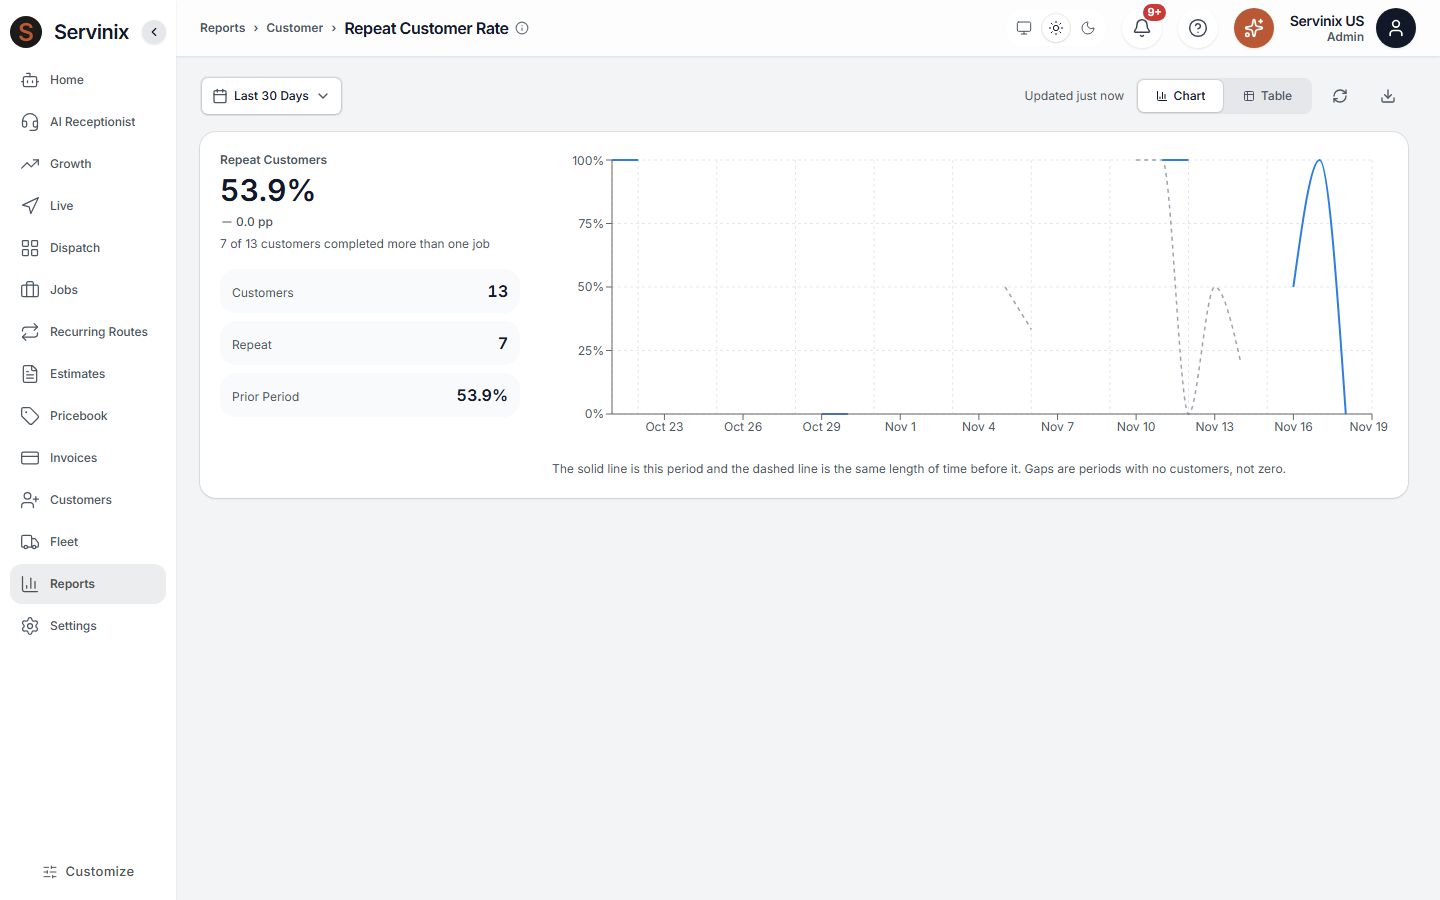 S Servinix
Home
AI Receptionist
Growth
Live
Dispatch
Jobs
Recurring Routes
Estimates
Pricebook
Invoices
Customers
Fleet
Reports
Settings
Customize
Reports › Customer › Repeat Customer Rate
9+
Servinix US
Admin
Last 30 Days
Updated just now
Chart
Table
Repeat Customers
53.9%
— 0.0 pp
7 of 13 customers completed more than one job
Customers 13
Repeat 7
Prior Period 53.9%
100%
75%
50%
25%
0%
Oct 23 Oct 26 Oct 29 Nov 1 Nov 4 Nov 7 Nov 10 Nov 13 Nov 16 Nov 19
The solid line is this period and the dashed line is the same length of time before it. Gaps are periods with no customers, not zero.